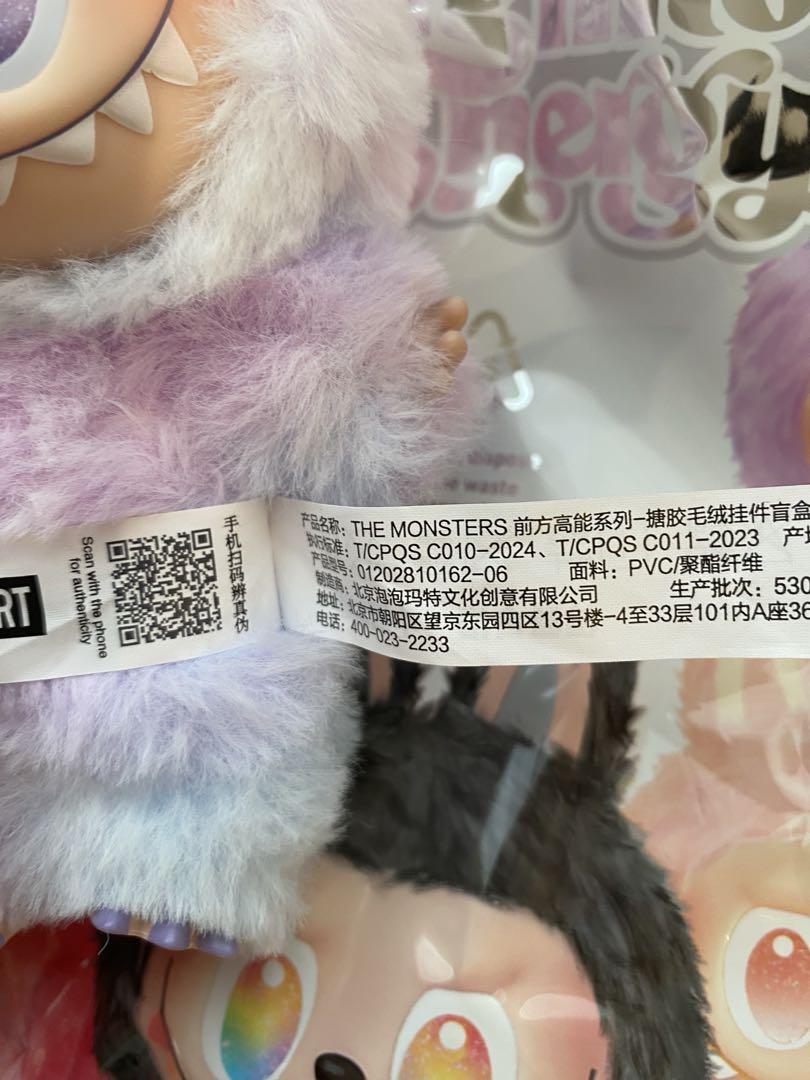 hergy
dispos
e waste
RT
Scan with the phone
for authenticity
手机扫码辨真伪
产品名称：THE MONSTERS 前方高能系列-搪胶毛绒挂件盲盒
执行标准：T/CPQS C010-2024、T/CPQS C011-2023 产地
产品型号：01202810162-06 面料：PVC/聚酯纤维
制造商：北京泡泡玛特文化创意有限公司 生产批次：530
地址：北京市朝阳区望京东园四区13号楼-4至33层101内A座36
电话：400-023-2233